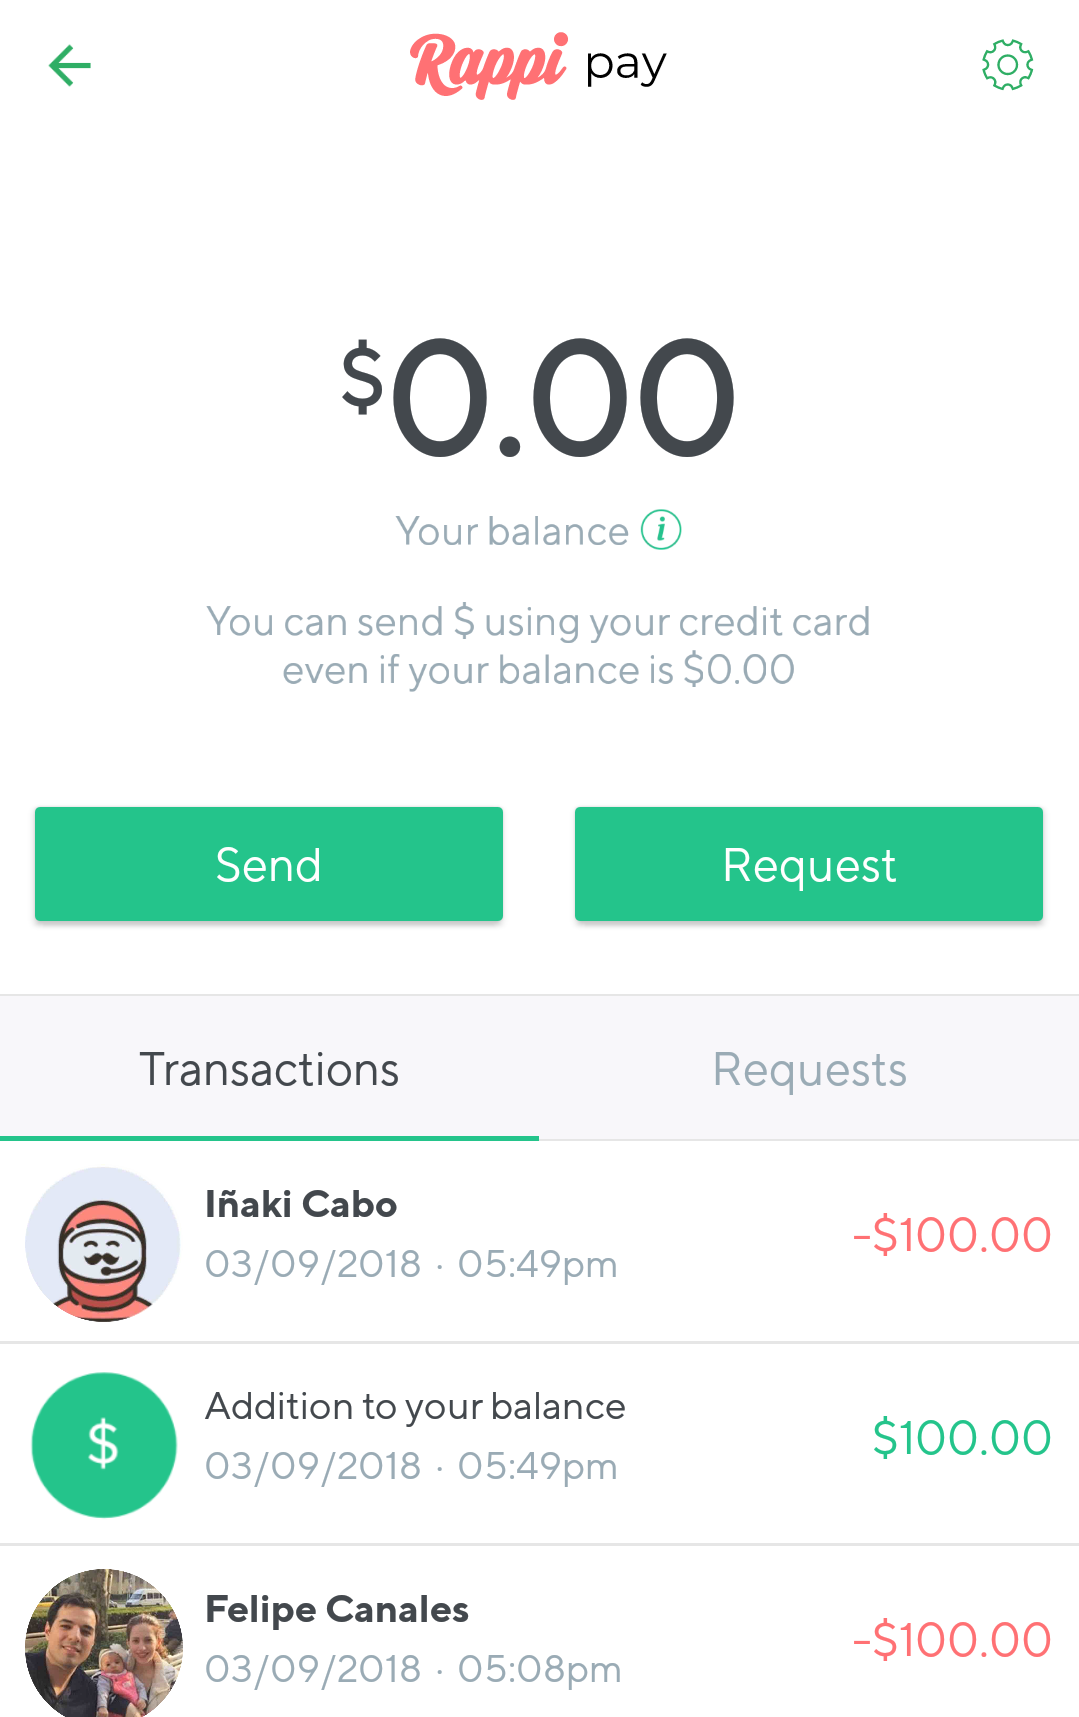 Rappi pay
$0.00
Your balance i
You can send $ using your credit card
even if your balance is $0.00
Send Request
Transactions Requests
Iñaki Cabo
-$100.00
03/09/2018 · 05:49pm
$
Addition to your balance
$100.00
03/09/2018 · 05:49pm
Felipe Canales
-$100.00
03/09/2018 · 05:08pm